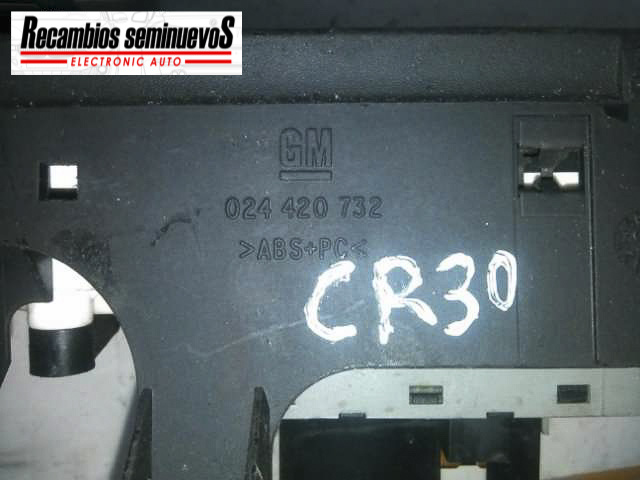 Recambios seminuevoS
ELECTRONIC AUTO
GM
024 420 732
>ABS+PC<
CR30